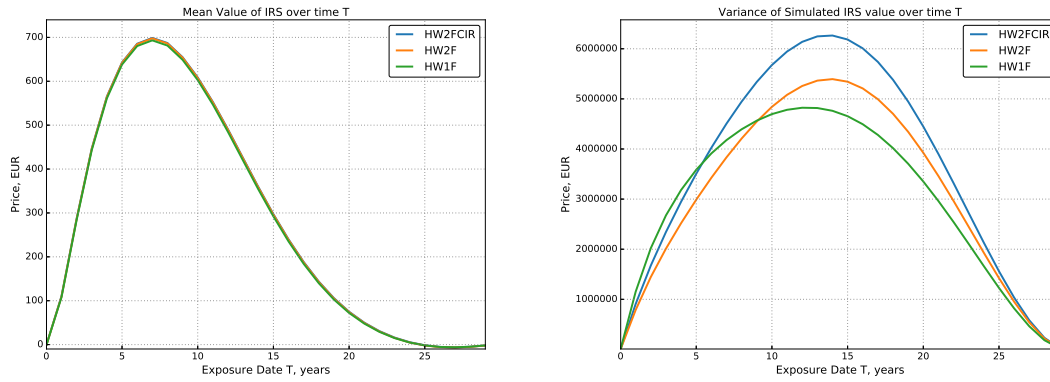 Mean Value of IRS over time T
700
600
500
400
300
200
100
0
0
5
10
15
20
25
Price, EUR
Exposure Date T, years
HW2FCIR
HW2F
HW1F
Variance of Simulated IRS value over time T
6000000
5000000
4000000
3000000
2000000
1000000
0
5
10
15
20
25
Price, EUR
Exposure Date T, years
HW2FCIR
HW2F
HW1F